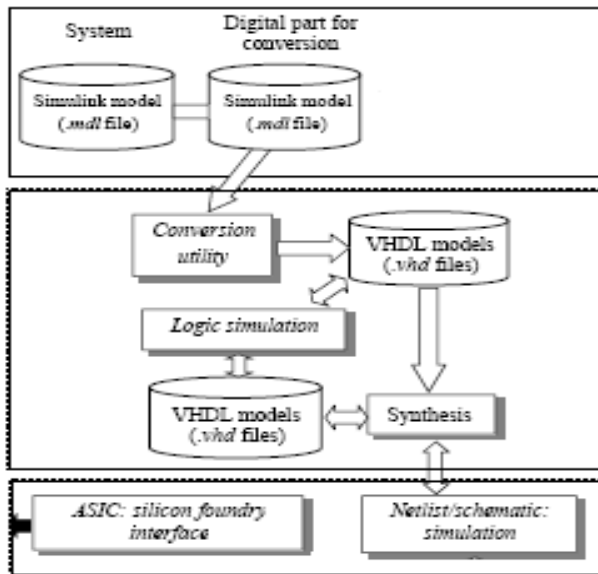 System
Digital part for
conversion
Simulink model
(.mdl file)
Simulink model
(.mdl file)
Conversion
utility
VHDL models
(.vhd files)
Logic simulation
VHDL models
(.vhd files)
Synthesis
ASIC: silicon foundry
interface
Netlist/schematic:
simulation